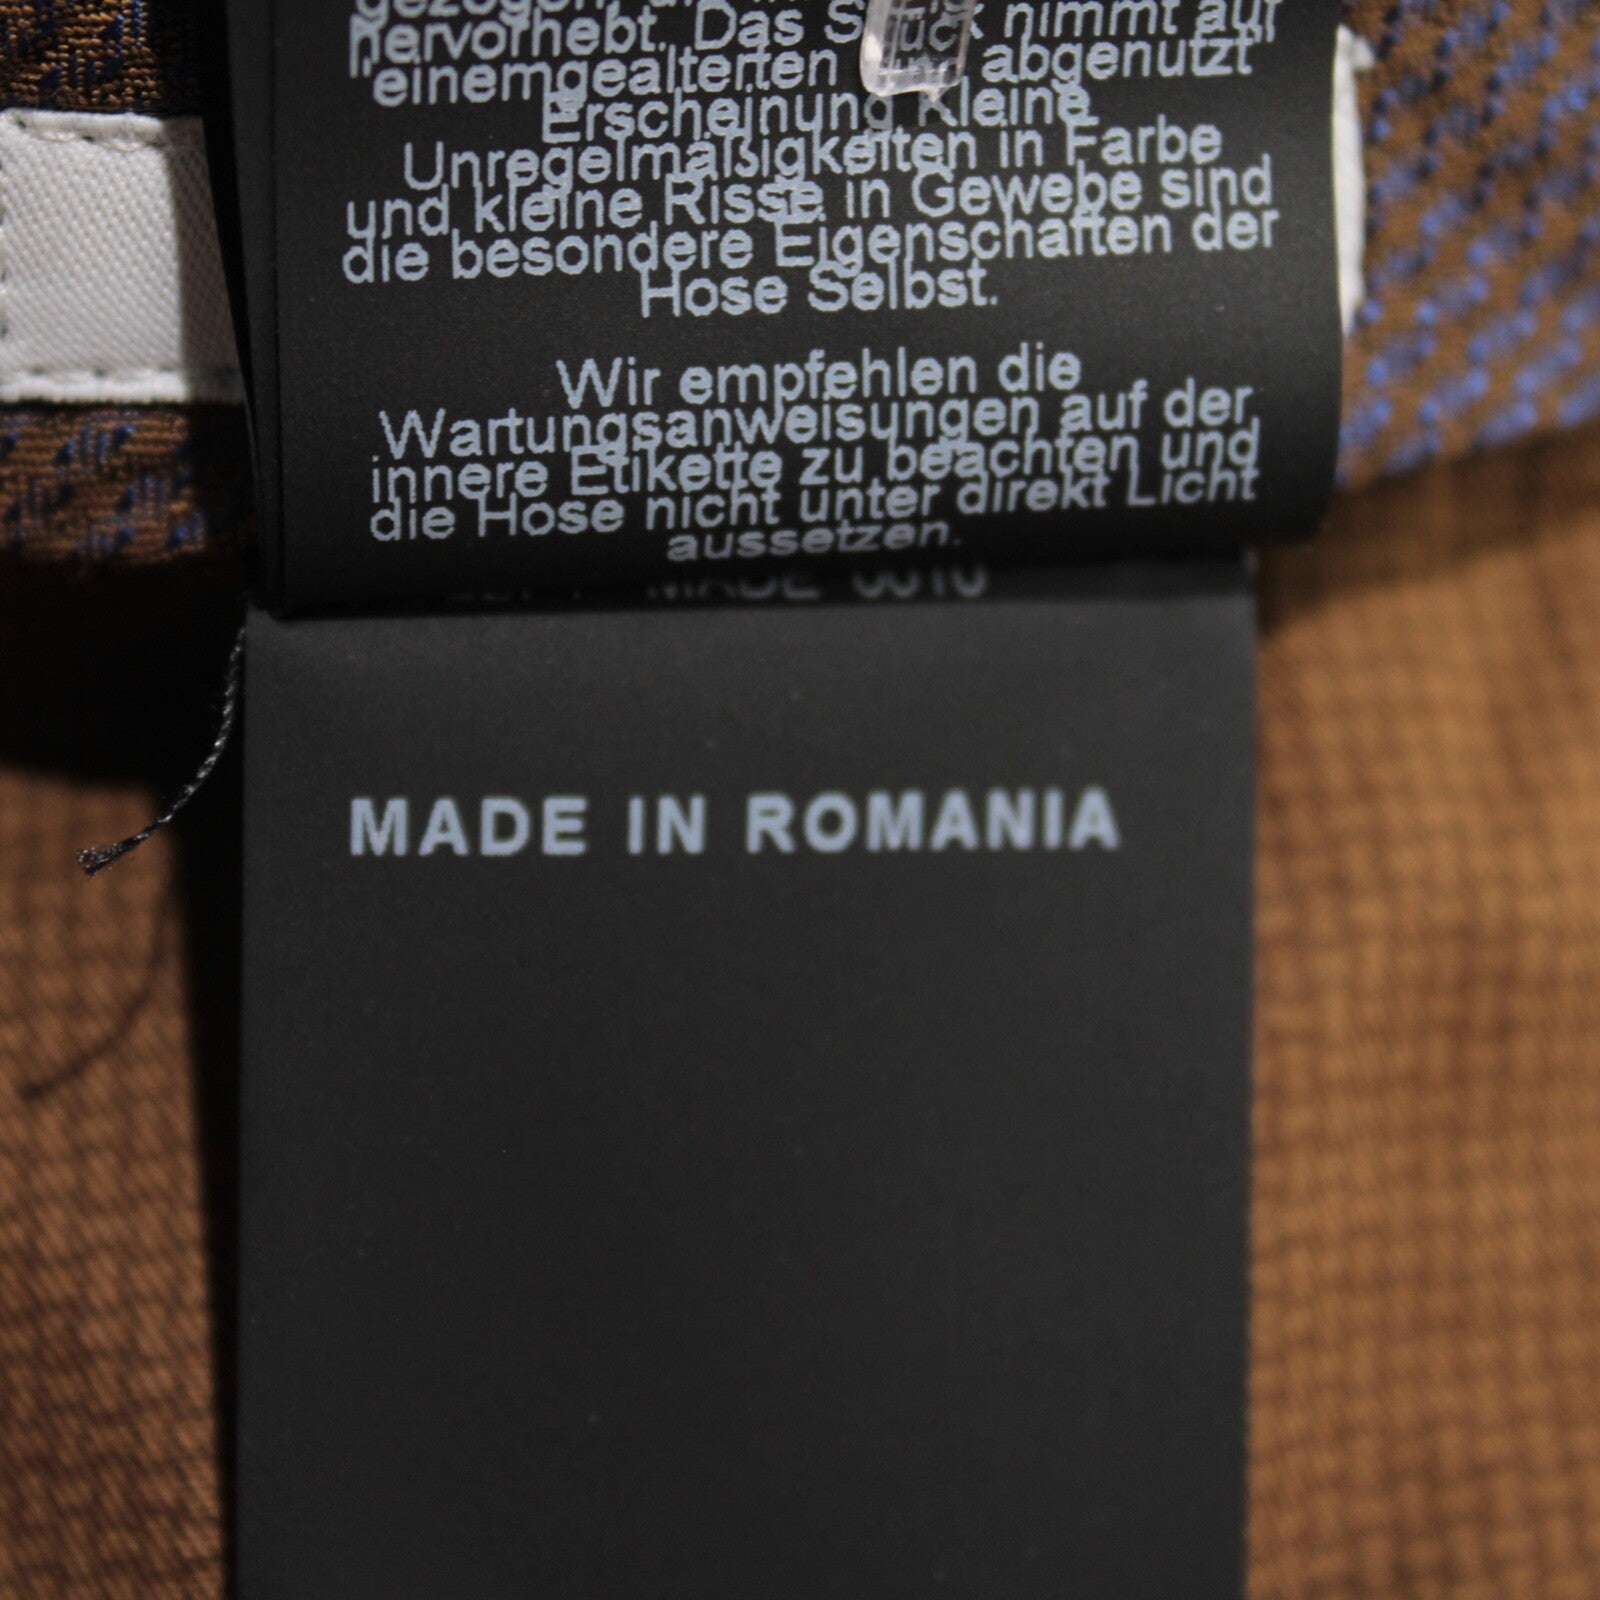 hervorhebt. Das Stück nimmt auf
einemgealterten abgenutzt
Erscheinung Kleine
Unregelmäßigkeiten in Farbe
und kleine Risse in Gewebe sind
die besondere Eigenschaften der
Hose Selbst.
Wir empfehlen die
Wartungsanweisungen auf der
innere Etikette zu beachten und
die Hose nicht unter direkt Licht
aussetzen.
MADE 0010
MADE IN ROMANIA